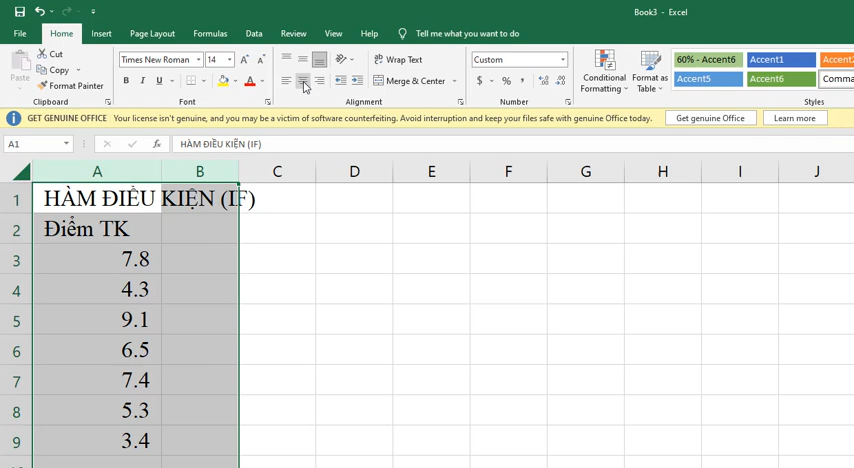 Book3 - Excel
File Home Insert Page Layout Formulas Data Review View Help Tell me what you want to do
Paste
Cut
Copy
Format Painter
Clipboard
Times New Roman 14 A A
B I U A
Font
ab Wrap Text
Merge & Center
Alignment
Custom
$ % ,
Number
Conditional Formatting
Format as Table
60% - Accent6 Accent1
Accent5 Accent6
Styles
GET GENUINE OFFICE Your license isn't genuine, and you may be a victim of software counterfeiting. Avoid interruption and keep your files safe with genuine Office today. Get genuine Office Learn more
A1 fx HÀM ĐIỀU KIỆN (IF)
A B C D E F G H I J
1 HÀM ĐIỀU KIỆN (IF)
2 Điểm TK
3 7.8
4 4.3
5 9.1
6 6.5
7 7.4
8 5.3
9 3.4